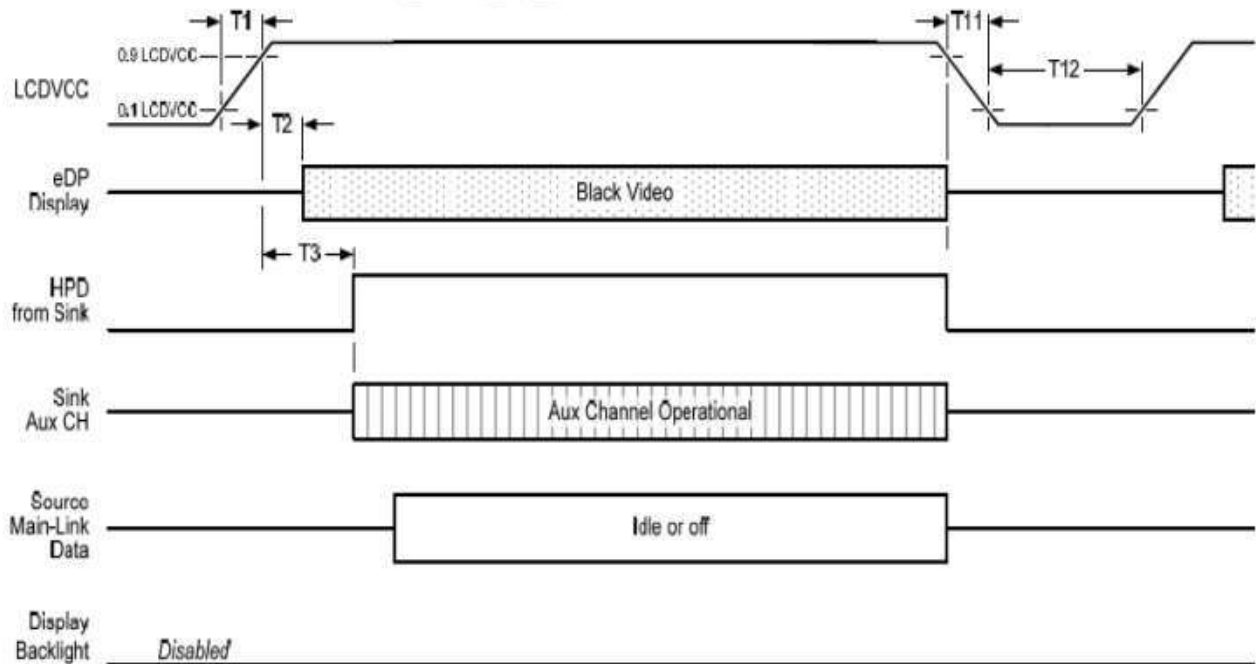 T1
T11
0.9 LCDVCC
T12
LCDVCC
0.1 LCDVCC
T2
eDP
Display
Black Video
T3
HPD
from Sink
Sink
Aux CH
Aux Channel Operational
Source
Main-Link
Data
Idle or off
Display
Backlight
Disabled